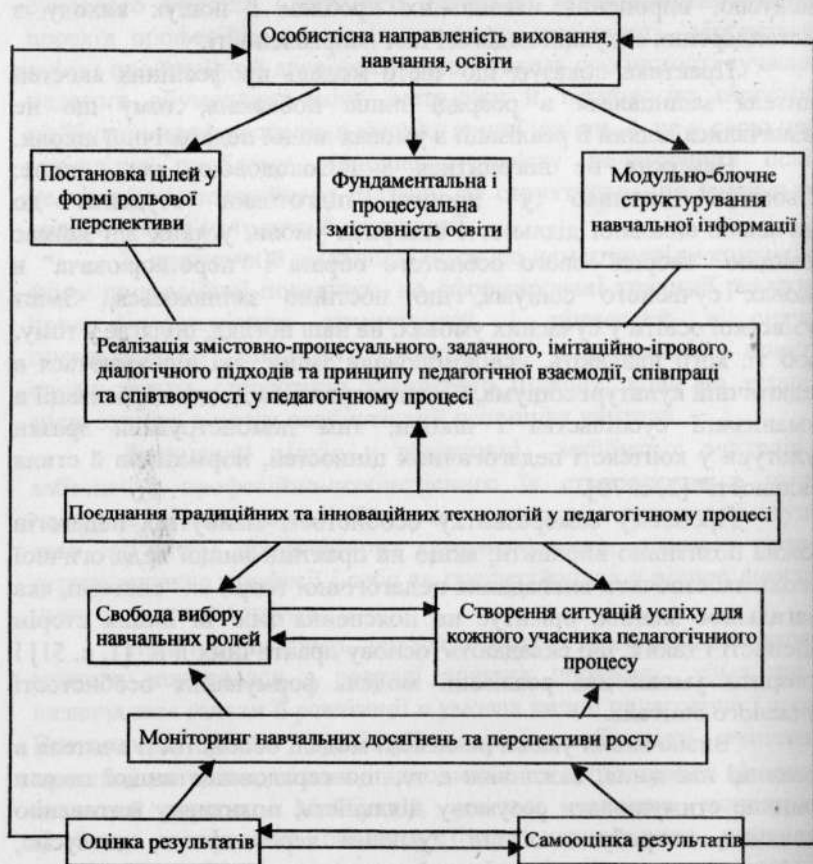 Особистісна направленість виховання,
навчання, освіти
Постановка цілей у
формі рольової
перспективи
Фундаментальна і
процесуальна
змістовність освіти
Модульно-блочне
структурування
навчальної інформації
Реалізація змістовно-процесуального, задачного, імітаційно-ігрового,
діалогічного підходів та принципу педагогічної взаємодії, співдії
та співтворчості у педагогічному процесі
Поєднання традиційних та інноваційних технологій у педагогічному процесі
Свобода вибору
навчальних ролей
Створення ситуацій успіху для
кожного учасника педагогічного
процесу
Моніторинг навчальних досягнень та перспективи росту
Оцінка результатів
Самооцінка результатів